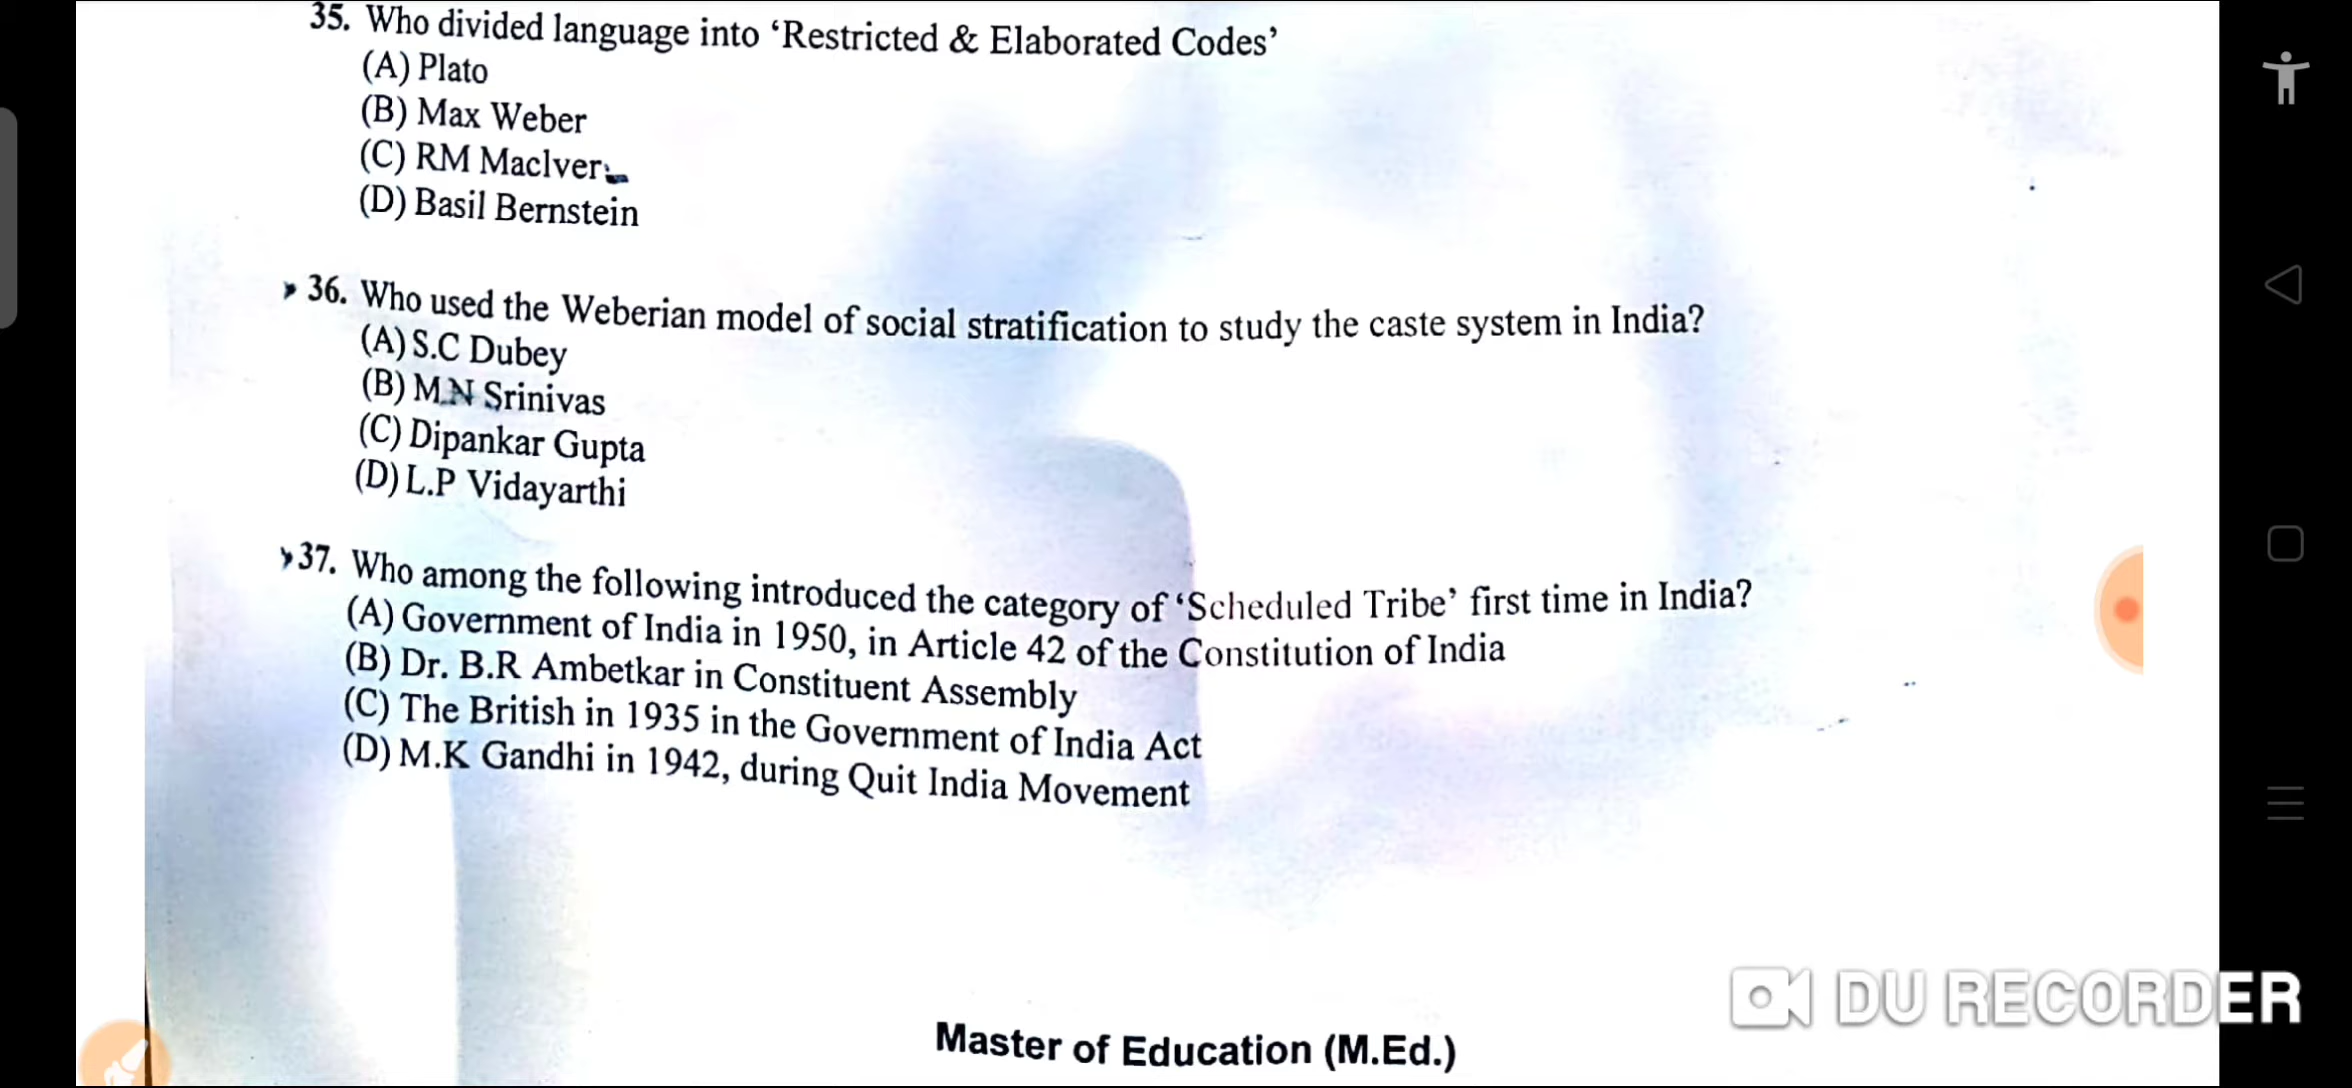 35. Who divided language into ‘Restricted & Elaborated Codes’
(A) Plato
(B) Max Weber
(C) RM Maclver
(D) Basil Bernstein
36. Who used the Weberian model of social stratification to study the caste system in India?
(A) S.C Dubey
(B) M.N Srinivas
(C) Dipankar Gupta
(D) L.P Vidayarthi
37. Who among the following introduced the category of ‘Scheduled Tribe’ first time in India?
(A) Government of India in 1950, in Article 42 of the Constitution of India
(B) Dr. B.R Ambetkar in Constituent Assembly
(C) The British in 1935 in the Government of India Act
(D) M.K Gandhi in 1942, during Quit India Movement
Master of Education (M.Ed.)
DU RECORDER